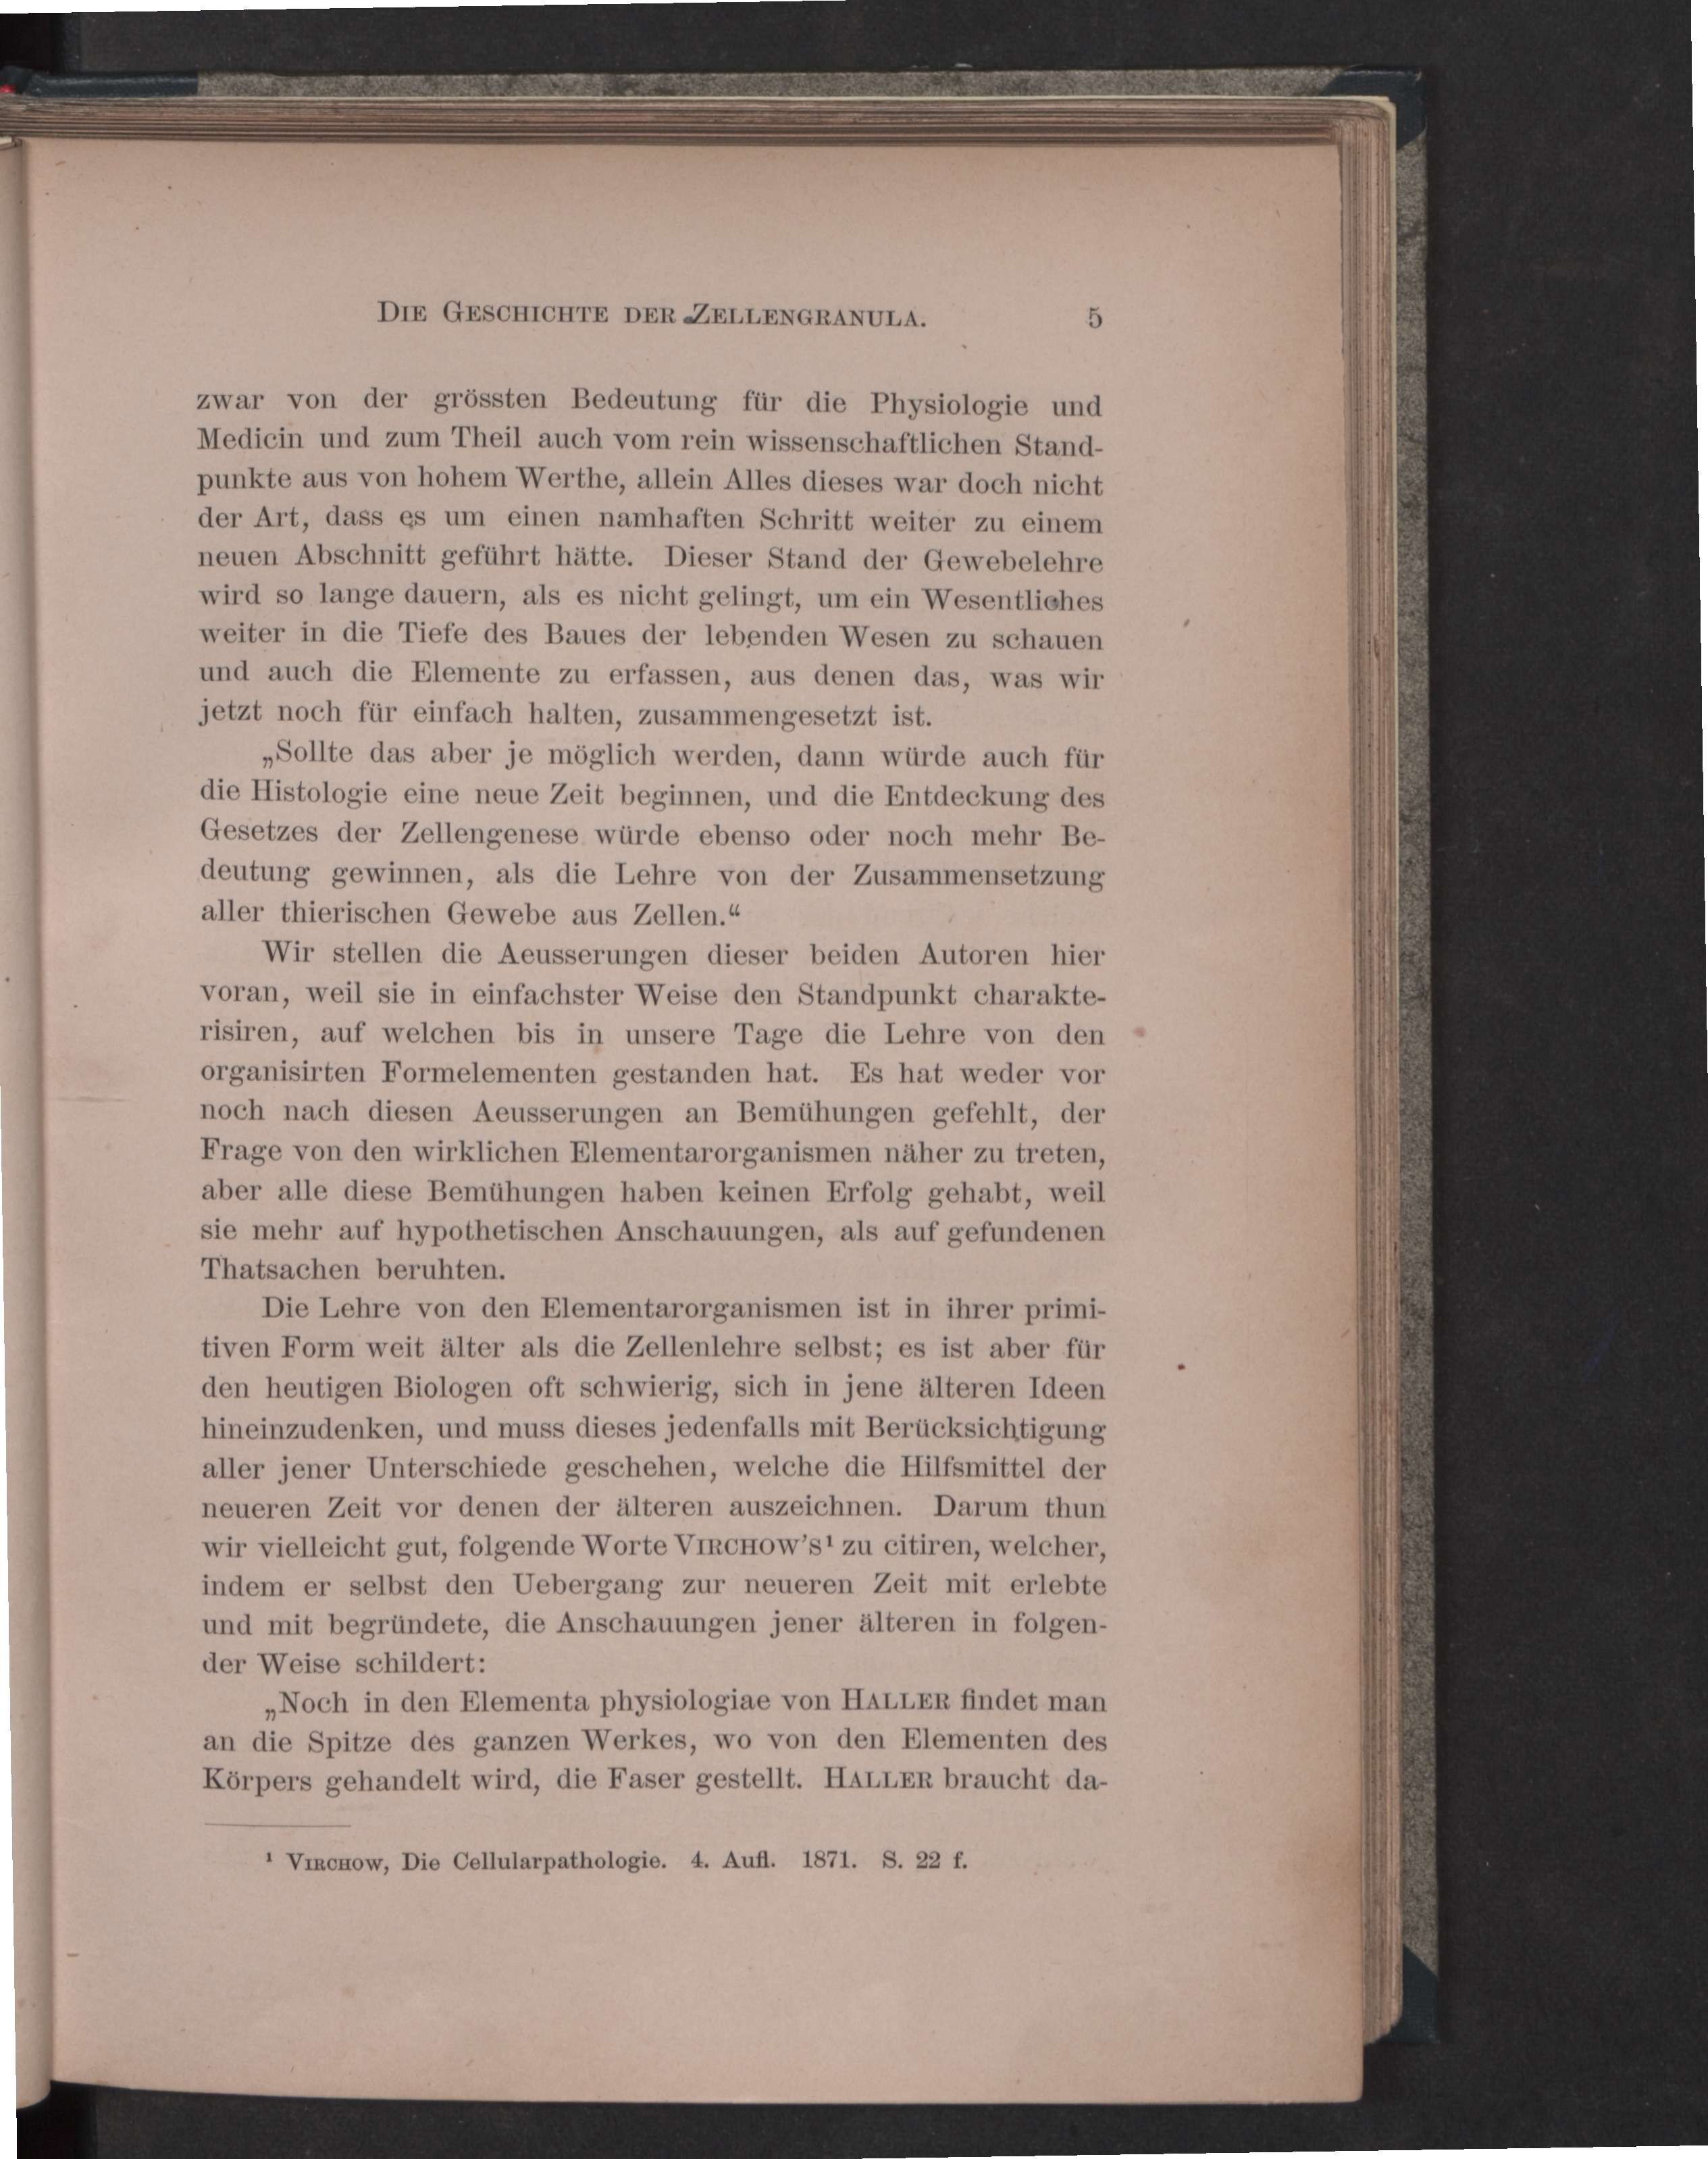 DIE GESCHICHTE DER ZELLENGRANULA. 5
zwar von der grössten Bedeutung für die Physiologie und
Medicin und zum Theil auch vom rein wissenschaftlichen Stand-
punkte aus von hohem Werthe, allein Alles dieses war doch nicht
der Art, dass es um einen namhaften Schritt weiter zu einem
neuen Abschnitt geführt hätte. Dieser Stand der Gewebelehre
wird so lange dauern, als es nicht gelingt, um ein Wesentliches
weiter in die Tiefe des Baues der lebenden Wesen zu schauen
und auch die Elemente zu erfassen, aus denen das, was wir
jetzt noch für einfach halten, zusammengesetzt ist.
„Sollte das aber je möglich werden, dann würde auch für
die Histologie eine neue Zeit beginnen, und die Entdeckung des
Gesetzes der Zellengenese würde ebenso oder noch mehr Be-
deutung gewinnen, als die Lehre von der Zusammensetzung
aller thierischen Gewebe aus Zellen.“
Wir stellen die Aeusserungen dieser beiden Autoren hier
voran, weil sie in einfachster Weise den Standpunkt charakte-
risiren, auf welchen bis in unsere Tage die Lehre von den
organisirten Formelementen gestanden hat. Es hat weder vor
noch nach diesen Aeusserungen an Bemühungen gefehlt, der
Frage von den wirklichen Elementarorganismen näher zu treten,
aber alle diese Bemühungen haben keinen Erfolg gehabt, weil
sie mehr auf hypothetischen Anschauungen, als auf gefundenen
Thatsachen beruhten.
Die Lehre von den Elementarorganismen ist in ihrer primi-
tiven Form weit älter als die Zellenlehre selbst; es ist aber für
den heutigen Biologen oft schwierig, sich in jene älteren Ideen
hineinzudenken, und muss dieses jedenfalls mit Berücksichtigung
aller jener Unterschiede geschehen, welche die Hilfsmittel der
neueren Zeit vor denen der älteren auszeichnen. Darum thun
wir vielleicht gut, folgende Worte VIRCHOW'S¹ zu citiren, welcher,
indem er selbst den Uebergang zur neueren Zeit mit erlebte
und mit begründete, die Anschauungen jener älteren in folgen-
der Weise schildert:
„Noch in den Elementa physiologiae von HALLER findet man
an die Spitze des ganzen Werkes, wo von den Elementen des
Körpers gehandelt wird, die Faser gestellt. HALLER braucht da-
¹ VIRCHOW, Die Cellularpathologie. 4. Aufl. 1871. S. 22 f.